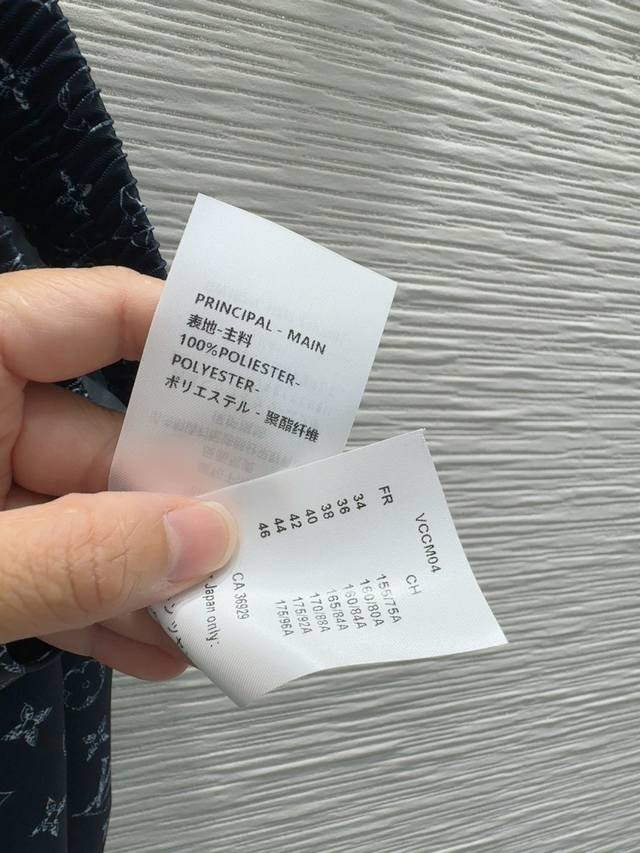 PRINCIPAL - MAIN
表地-主料
100%POLIESTER-
POLYESTER-
ポリエステル - 聚酯纤维
VCCM04
FR CH
34 155/75A
36 160/80A
38 160/84A
40 165/84A
42 170/88A
44 175/92A
46 175/96A
CA 36929
Japan only: